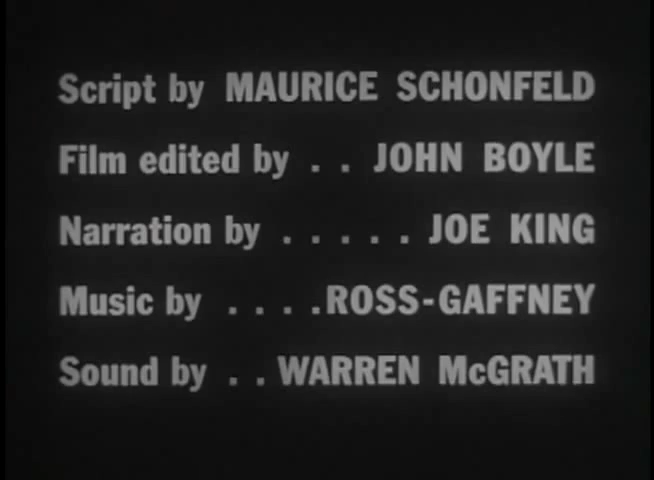 Script by MAURICE SCHONFELD
Film edited by . . JOHN BOYLE
Narration by . . . . . JOE KING
Music by . . . .ROSS-GAFFNEY
Sound by . . WARREN McGRATH